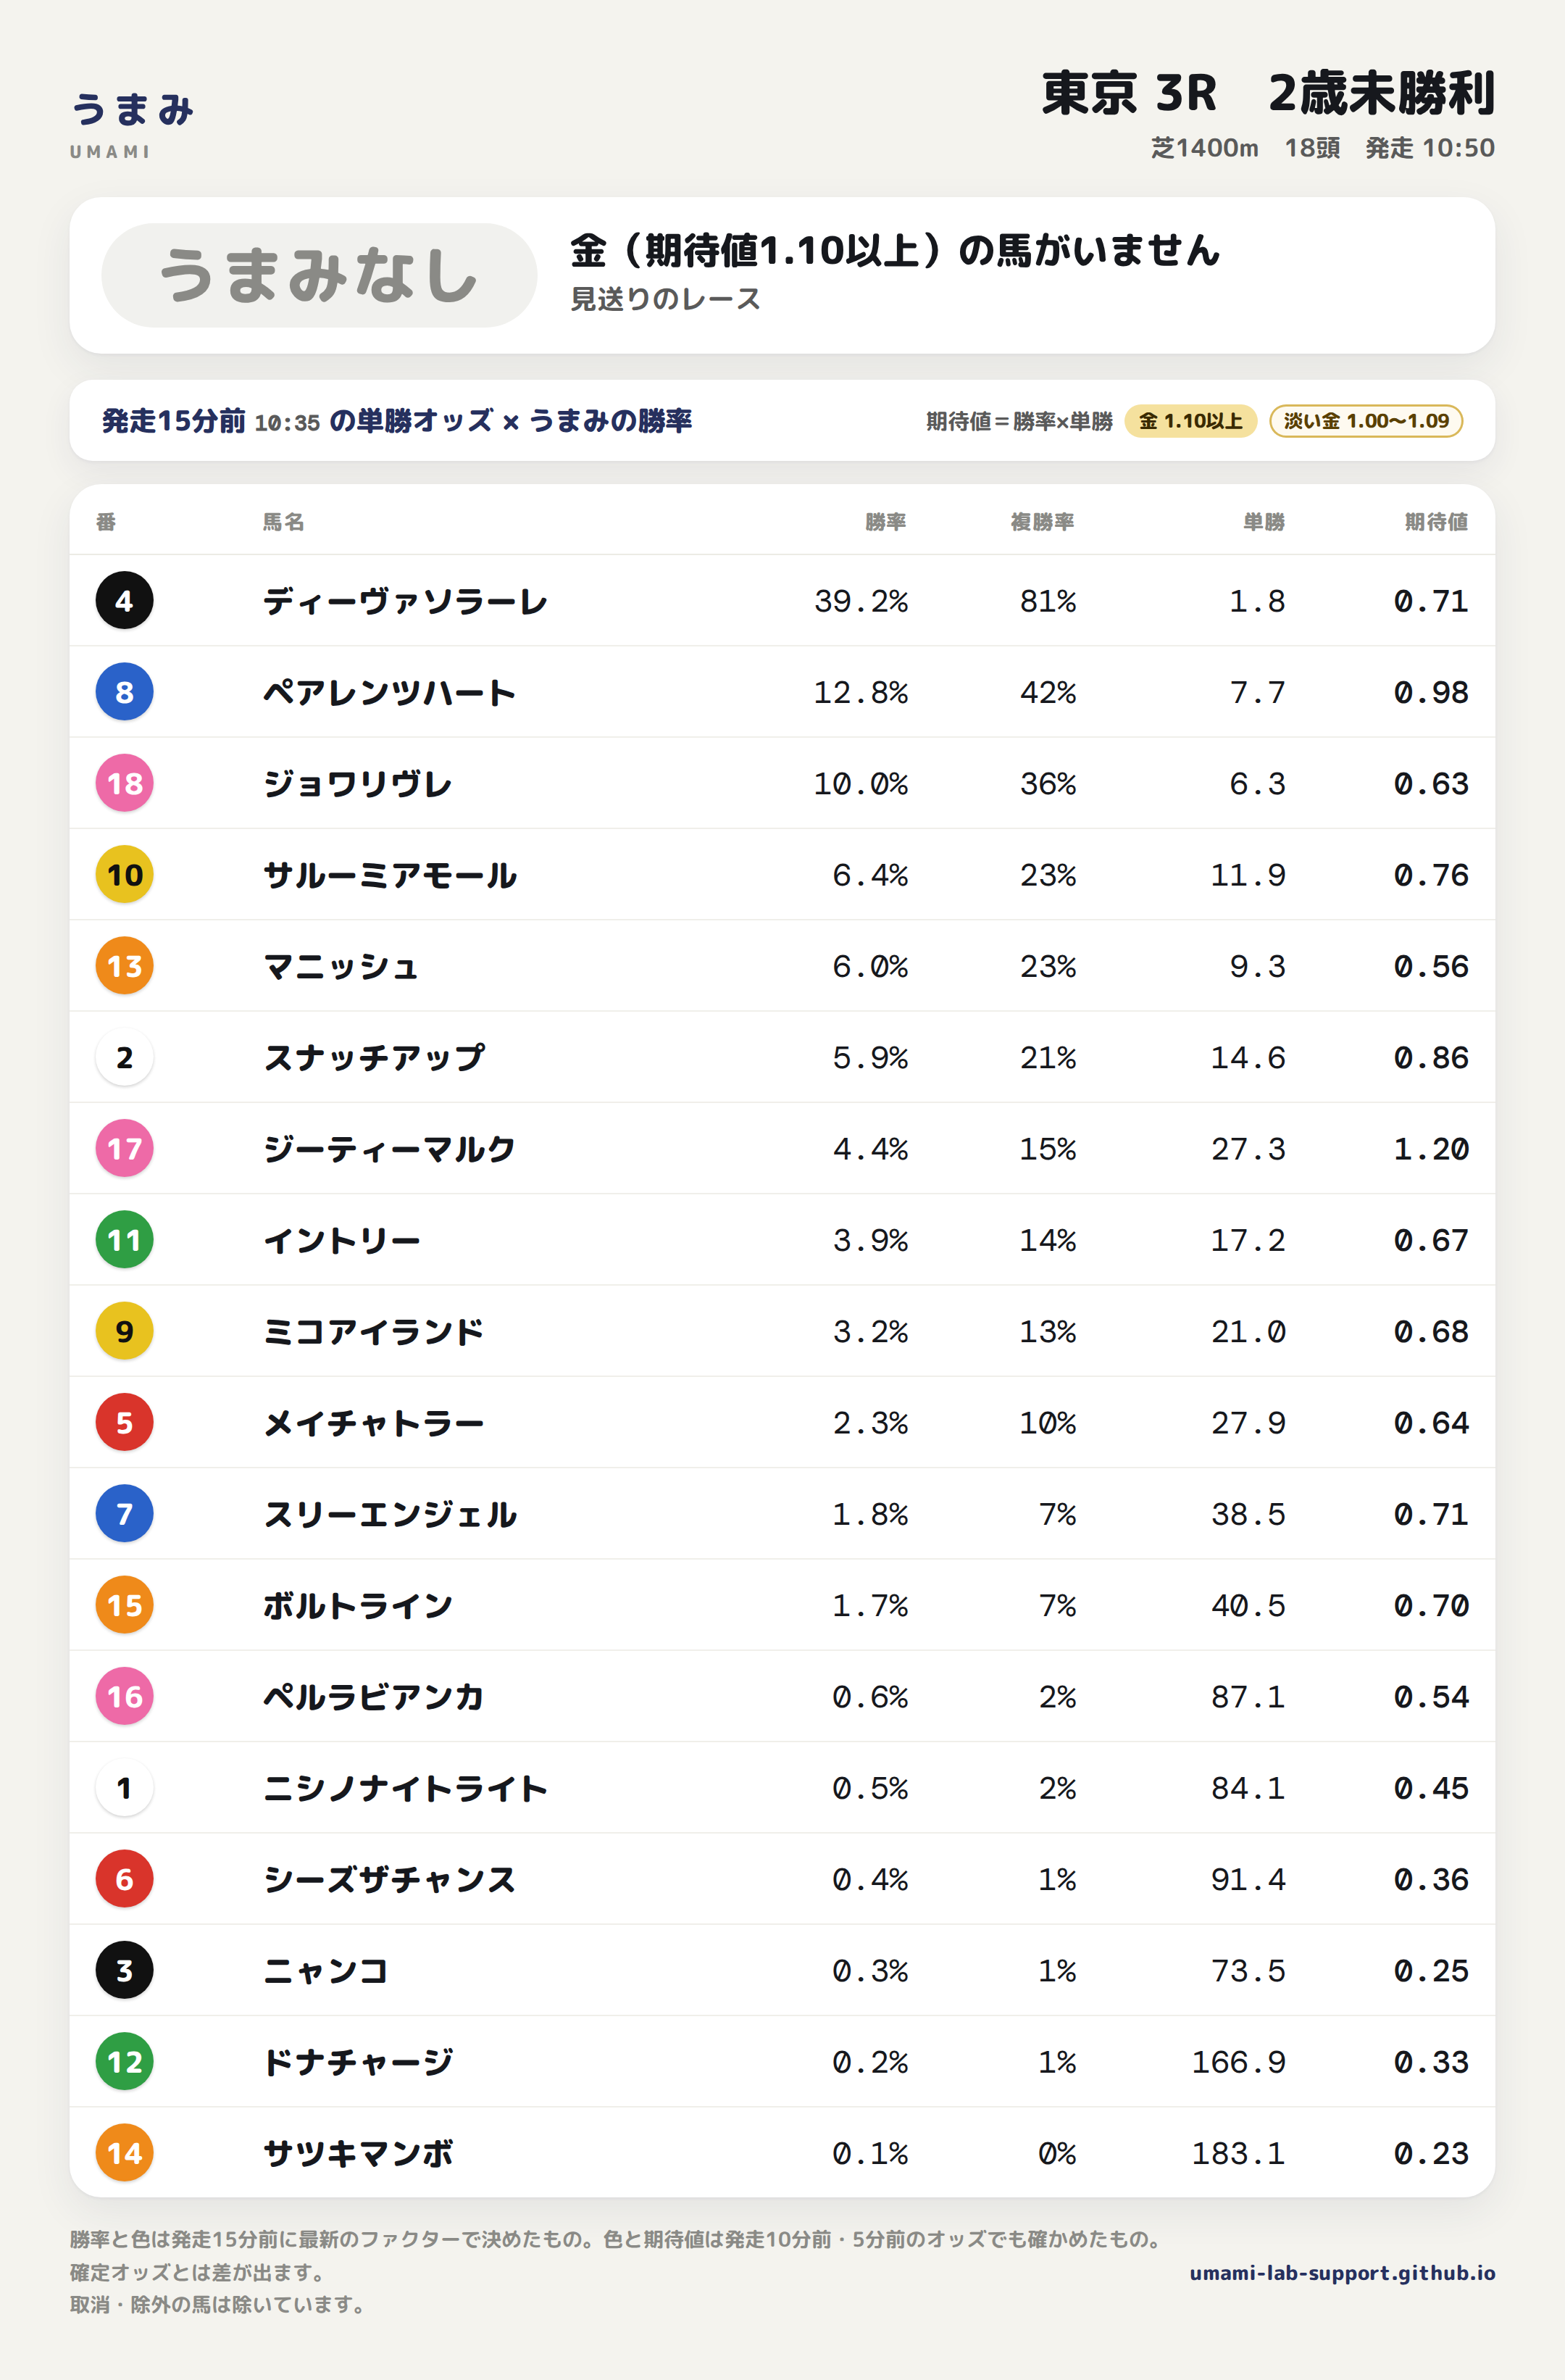 うまみ
UMAMI
東京 3R　2歳未勝利
芝1400m　18頭　発走 10:50
うまみなし
金（期待値1.10以上）の馬がいません
見送りのレース
発走15分前 10:35 の単勝オッズ × うまみの勝率
期待値＝勝率×単勝 金 1.10以上 淡い金 1.00〜1.09
番 馬名 勝率 複勝率 単勝 期待値
4 ディーヴァソラーレ 39.2% 81% 1.8 0.71
8 ペアレンツハート 12.8% 42% 7.7 0.98
18 ジョワリヴレ 10.0% 36% 6.3 0.63
10 サルーミアモール 6.4% 23% 11.9 0.76
13 マニッシュ 6.0% 23% 9.3 0.56
2 スナッチアップ 5.9% 21% 14.6 0.86
17 ジーティーマルク 4.4% 15% 27.3 1.20
11 イントリー 3.9% 14% 17.2 0.67
9 ミコアイランド 3.2% 13% 21.0 0.68
5 メイチャトラー 2.3% 10% 27.9 0.64
7 スリーエンジェル 1.8% 7% 38.5 0.71
15 ボルトライン 1.7% 7% 40.5 0.70
16 ペルラビアンカ 0.6% 2% 87.1 0.54
1 ニシノナイトライト 0.5% 2% 84.1 0.45
6 シーズザチャンス 0.4% 1% 91.4 0.36
3 ニャンコ 0.3% 1% 73.5 0.25
12 ドナチャージ 0.2% 1% 166.9 0.33
14 サツキマンボ 0.1% 0% 183.1 0.23
勝率と色は発走15分前に最新のファクターで決めたもの。色と期待値は発走10分前・5分前のオッズでも確かめたもの。
確定オッズとは差が出ます。
取消・除外の馬は除いています。
umami-lab-support.github.io